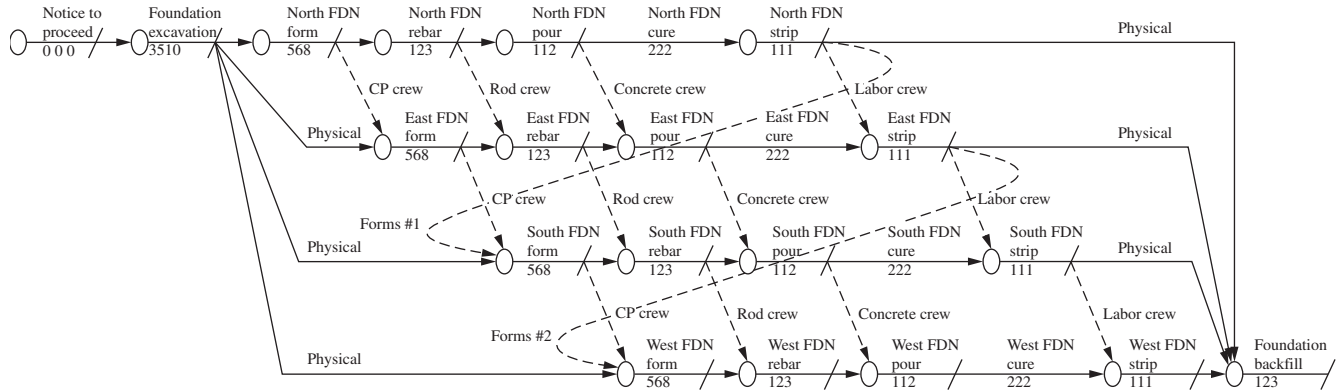 Notice to
proceed
0 0 0
Foundation
excavation
3510
North FDN
form
568
North FDN
rebar
123
North FDN
pour
112
North FDN
cure
222
North FDN
strip
111
Physical
CP crew
Rod crew
Concrete crew
Labor crew
Physical
East FDN
form
568
East FDN
rebar
123
East FDN
pour
112
East FDN
cure
222
East FDN
strip
111
Physical
Forms #1
CP crew
Rod crew
Concrete crew
Labor crew
Physical
South FDN
form
568
South FDN
rebar
123
South FDN
pour
112
South FDN
cure
222
South FDN
strip
111
Physical
Forms #2
CP crew
Rod crew
Concrete crew
Labor crew
Physical
West FDN
form
568
West FDN
rebar
123
West FDN
pour
112
West FDN
cure
222
West FDN
strip
111
Foundation
backfill
123